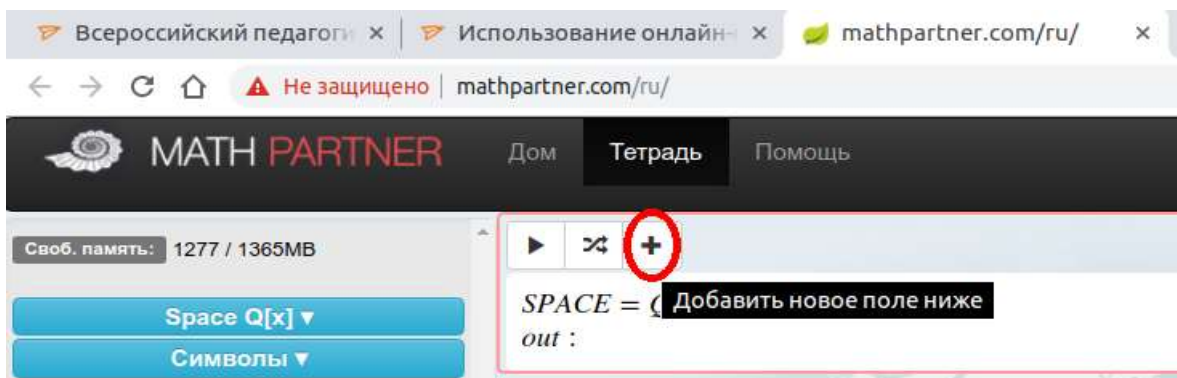 Всероссийский педагоги
Использование онлайн-
mathpartner.com/ru/
Не защищено
mathpartner.com/ru/
MATH PARTNER
Дом
Тетрадь
Помощь
Своб. память: 1277 / 1365MB
Space Q[x] ▼
Символы ▼
SPACE =
Добавить новое поле ниже
out :